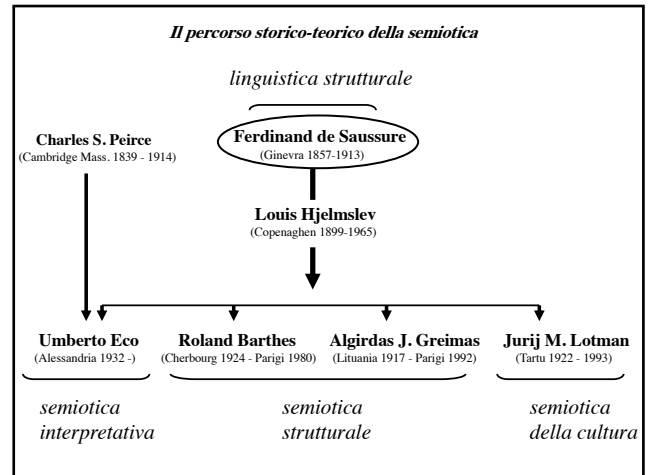 Il percorso storico-teorico della semiotica
linguistica strutturale
Charles S. Peirce
(Cambridge Mass. 1839 - 1914)
Ferdinand de Saussure
(Ginevra 1857-1913)
Louis Hjelmslev
(Copenaghen 1899-1965)
Umberto Eco
(Alessandria 1932 -)
Roland Barthes
(Cherbourg 1924 - Parigi 1980)
Algirdas J. Greimas
(Lituania 1917 - Parigi 1992)
Jurij M. Lotman
(Tartu 1922 - 1993)
semiotica
interpretativa
semiotica
strutturale
semiotica
della cultura